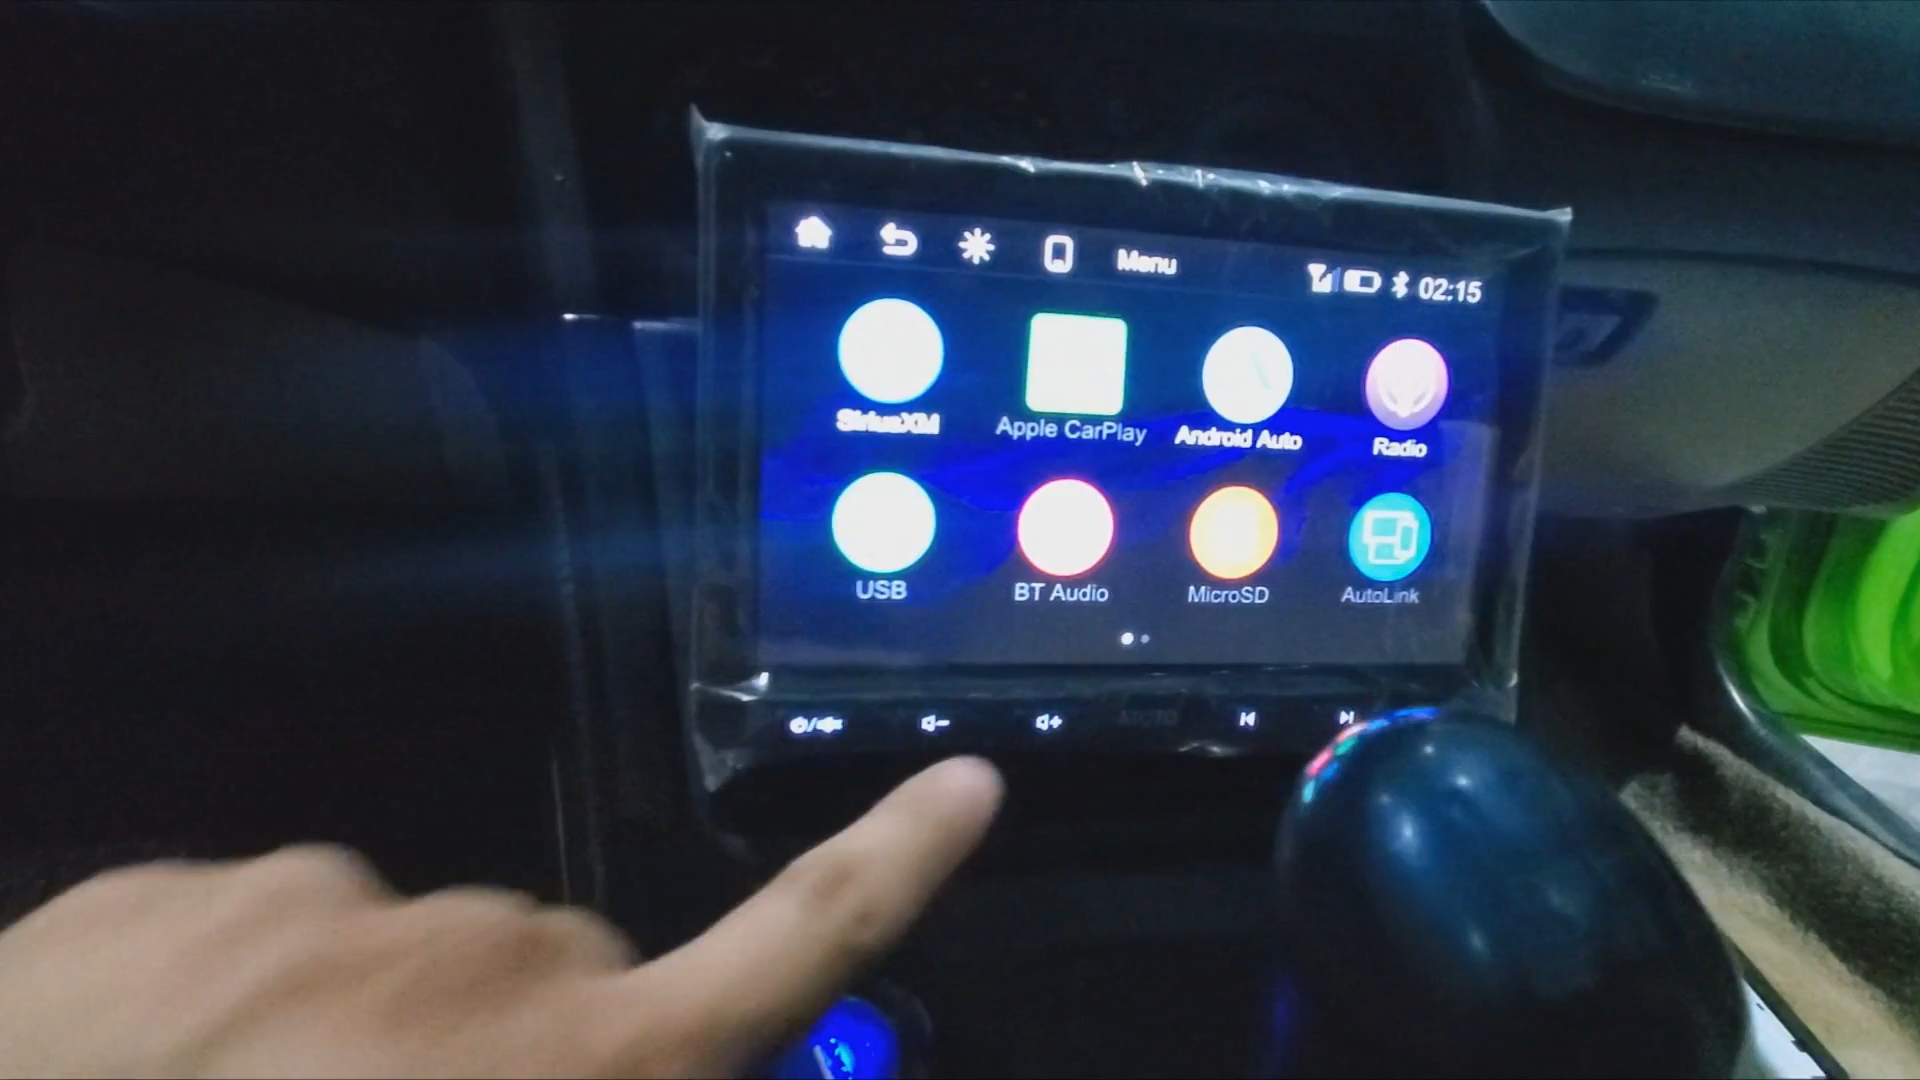 Menu 02:15
SiriusXM Apple CarPlay Android Auto Radio
USB BT Audio MicroSD AutoLink